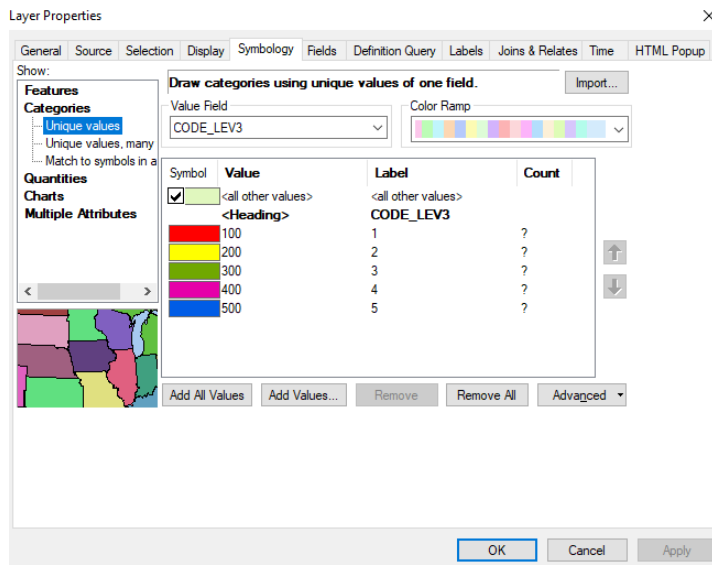 Layer Properties
General Source Selection Display Symbology Fields Definition Query Labels Joins & Relates Time HTML Popup
Show:
Features
Categories
Unique values
Unique values, many
Match to symbols in a
Quantities
Charts
Multiple Attributes
Draw categories using unique values of one field.
Import...
Value Field
CODE_LEV3
Color Ramp
Symbol Value Label Count
<all other values> <all other values>
<Heading> CODE_LEV3
100 1 ?
200 2 ?
300 3 ?
400 4 ?
500 5 ?
Add All Values Add Values... Remove Remove All Advanced
OK Cancel Apply